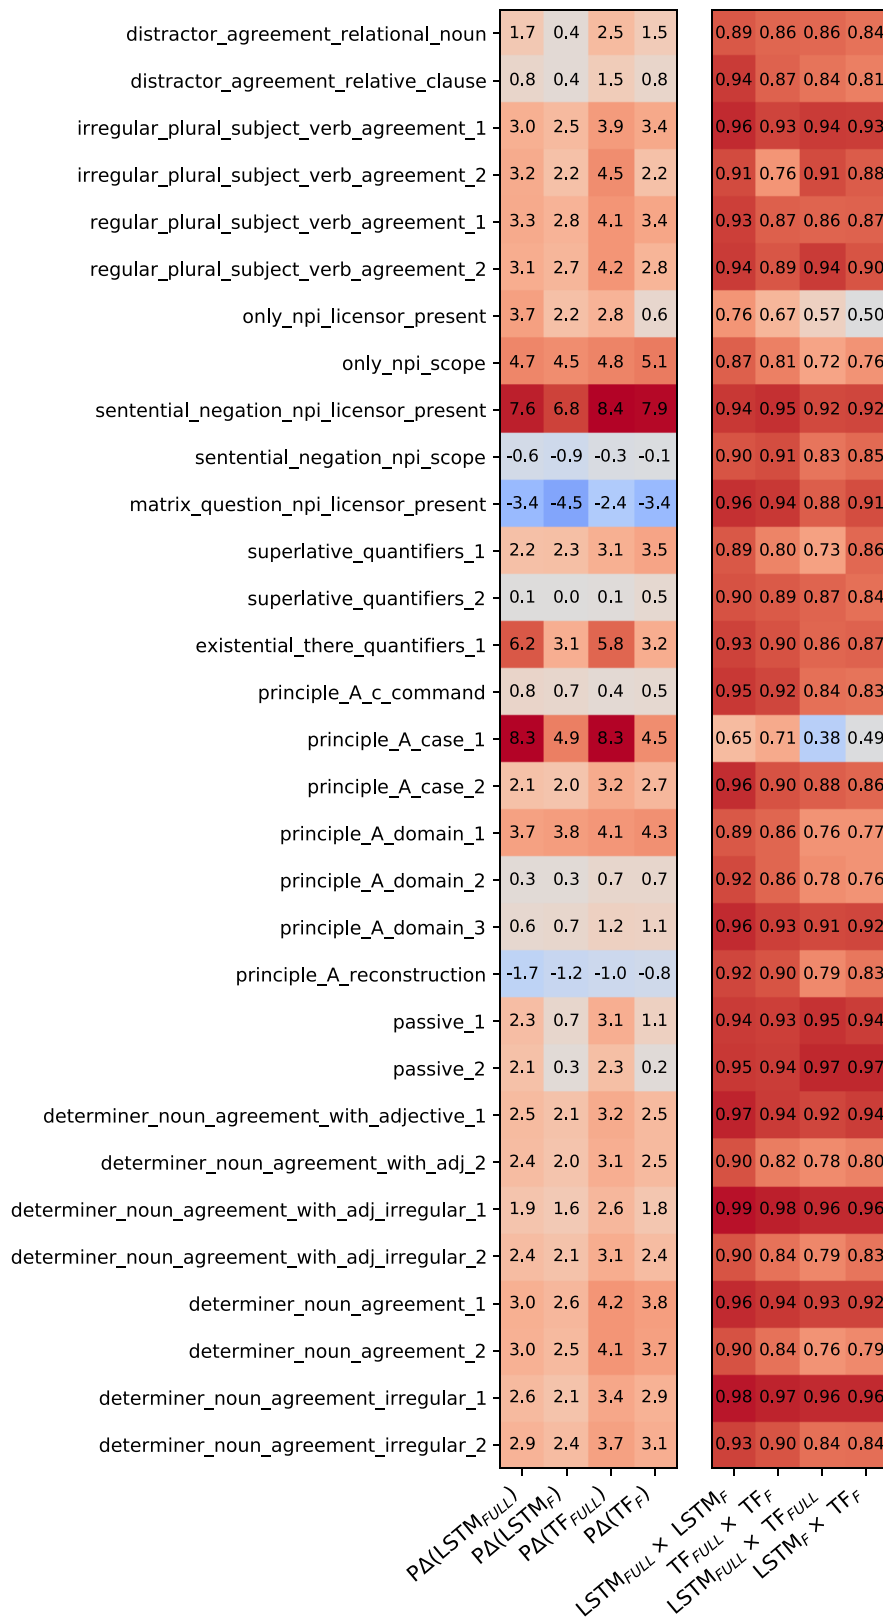 distractor_agreement_relational_noun 1.7 0.4 2.5 1.5 0.89 0.86 0.86 0.84
distractor_agreement_relative_clause 0.8 0.4 1.5 0.8 0.94 0.87 0.84 0.81
irregular_plural_subject_verb_agreement_1 3.0 2.5 3.9 3.4 0.96 0.93 0.94 0.93
irregular_plural_subject_verb_agreement_2 3.2 2.2 4.5 2.2 0.91 0.76 0.91 0.88
regular_plural_subject_verb_agreement_1 3.3 2.8 4.1 3.4 0.93 0.87 0.86 0.87
regular_plural_subject_verb_agreement_2 3.1 2.7 4.2 2.8 0.94 0.89 0.94 0.90
only_npi_licensor_present 3.7 2.2 2.8 0.6 0.76 0.67 0.57 0.50
only_npi_scope 4.7 4.5 4.8 5.1 0.87 0.81 0.72 0.76
sentential_negation_npi_licensor_present 7.6 6.8 8.4 7.9 0.94 0.95 0.92 0.92
sentential_negation_npi_scope -0.6 -0.9 -0.3 -0.1 0.90 0.91 0.83 0.85
matrix_question_npi_licensor_present -3.4 -4.5 -2.4 -3.4 0.96 0.94 0.88 0.91
superlative_quantifiers_1 2.2 2.3 3.1 3.5 0.89 0.80 0.73 0.86
superlative_quantifiers_2 0.1 0.0 0.1 0.5 0.90 0.89 0.87 0.84
existential_there_quantifiers_1 6.2 3.1 5.8 3.2 0.93 0.90 0.86 0.87
principle_A_c_command 0.8 0.7 0.4 0.5 0.95 0.92 0.84 0.83
principle_A_case_1 8.3 4.9 8.3 4.5 0.65 0.71 0.38 0.49
principle_A_case_2 2.1 2.0 3.2 2.7 0.96 0.90 0.88 0.86
principle_A_domain_1 3.7 3.8 4.1 4.3 0.89 0.86 0.76 0.77
principle_A_domain_2 0.3 0.3 0.7 0.7 0.92 0.86 0.78 0.76
principle_A_domain_3 0.6 0.7 1.2 1.1 0.96 0.93 0.91 0.92
principle_A_reconstruction -1.7 -1.2 -1.0 -0.8 0.92 0.90 0.79 0.83
passive_1 2.3 0.7 3.1 1.1 0.94 0.93 0.95 0.94
passive_2 2.1 0.3 2.3 0.2 0.95 0.94 0.97 0.97
determiner_noun_agreement_with_adjective_1 2.5 2.1 3.2 2.5 0.97 0.94 0.92 0.94
determiner_noun_agreement_with_adj_2 2.4 2.0 3.1 2.5 0.90 0.82 0.78 0.80
determiner_noun_agreement_with_adj_irregular_1 1.9 1.6 2.6 1.8 0.99 0.98 0.96 0.96
determiner_noun_agreement_with_adj_irregular_2 2.4 2.1 3.1 2.4 0.90 0.84 0.79 0.83
determiner_noun_agreement_1 3.0 2.6 4.2 3.8 0.96 0.94 0.93 0.92
determiner_noun_agreement_2 3.0 2.5 4.1 3.7 0.90 0.84 0.76 0.79
determiner_noun_agreement_irregular_1 2.6 2.1 3.4 2.9 0.98 0.97 0.96 0.96
determiner_noun_agreement_irregular_2 2.9 2.4 3.7 3.1 0.93 0.90 0.84 0.84
PΔ(LSTM_FULL)
PΔ(LSTM_F)
PΔ(TF_FULL)
PΔ(TF_F)
LSTM_FULL × LSTM_F
TF_FULL × TF_F
LSTM_FULL × TF_FULL
LSTM_F × TF_F